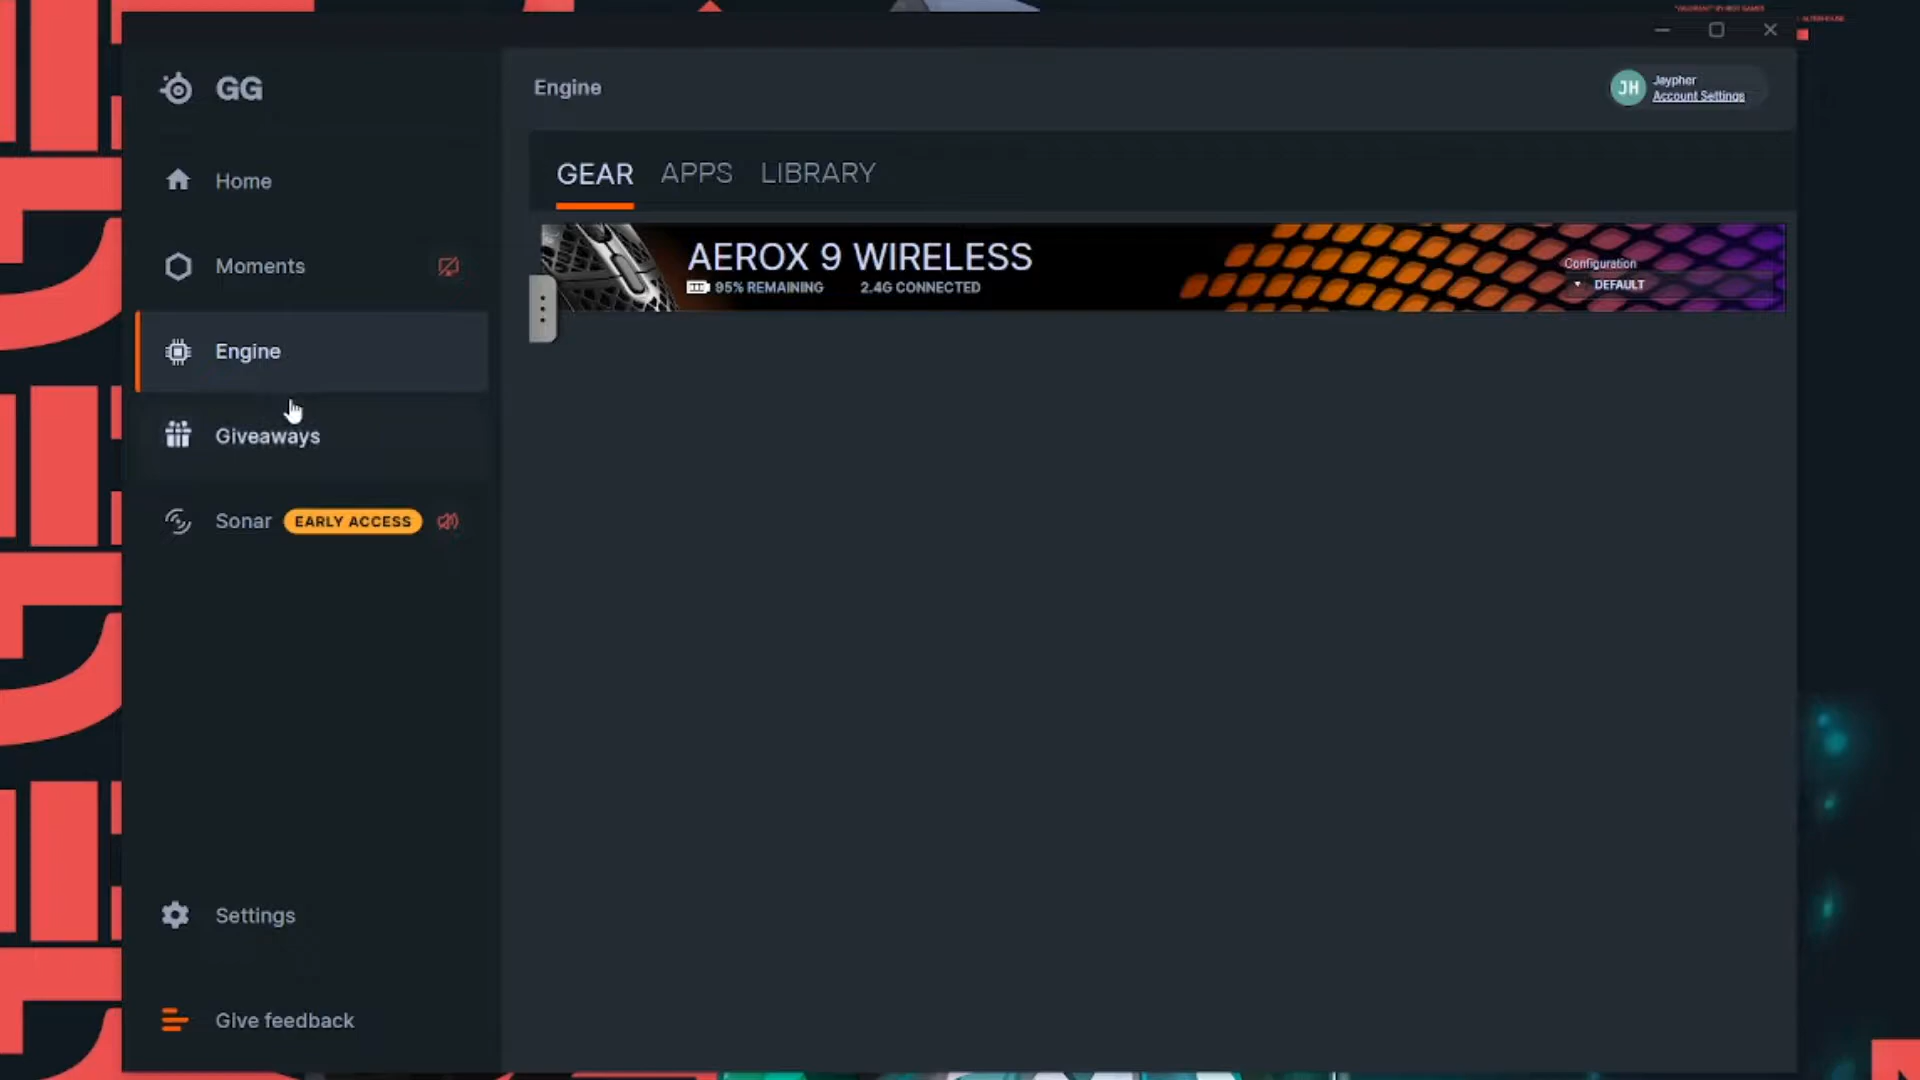 GG
Home
Moments
Engine
Giveaways
Sonar EARLY ACCESS
Settings
Give feedback
Engine
JH
Jaypher
Account Settings
GEAR APPS LIBRARY
AEROX 9 WIRELESS
95% REMAINING 2.4G CONNECTED
Configuration
DEFAULT